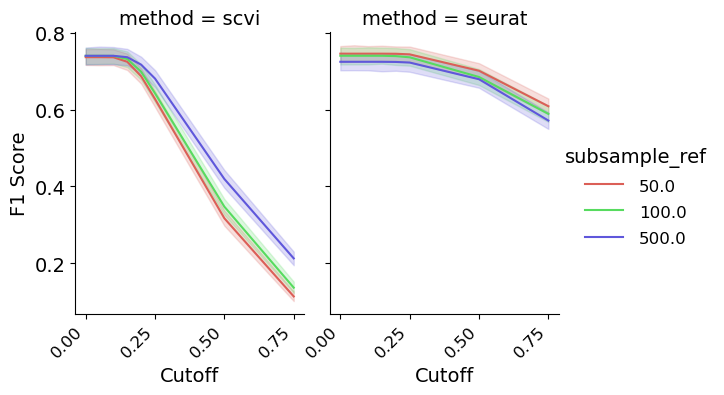 method = scvi
method = seurat
0.8
0.6
0.4
0.2
F1 Score
0.00
0.25
0.50
0.75
Cutoff
0.00
0.25
0.50
0.75
Cutoff
subsample_ref
50.0
100.0
500.0